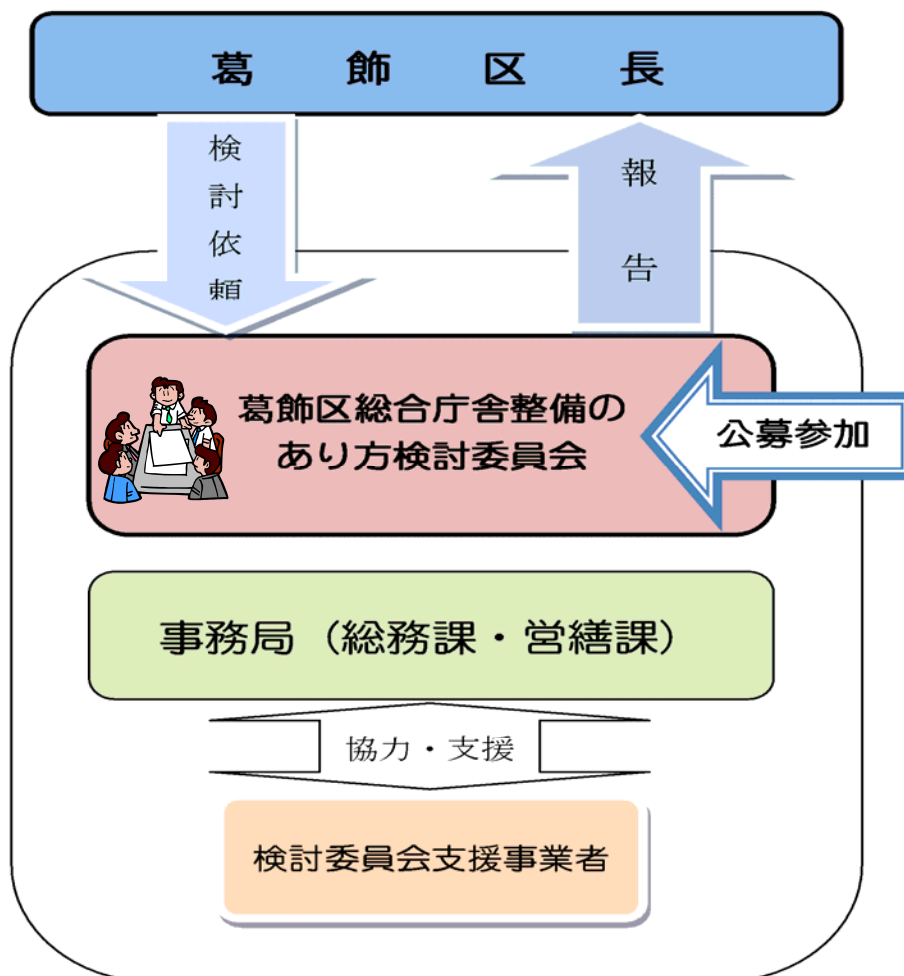 葛飾区長
検討依頼
報告
葛飾区総合庁舎整備の
あり方検討委員会
公募参加
事務局（総務課・営繕課）
協力・支援
検討委員会支援事業者